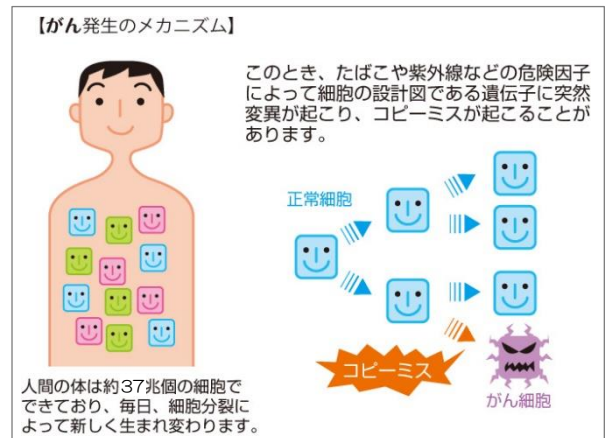 【がん発生のメカニズム】
このとき、たばこや紫外線などの危険因子
によって細胞の設計図である遺伝子に突然
変異が起こり、コピーミスが起こることが
あります。
正常細胞
コピーミス
がん細胞
人間の体は約37兆個の細胞で
できており、毎日、細胞分裂に
よって新しく生まれ変わります。